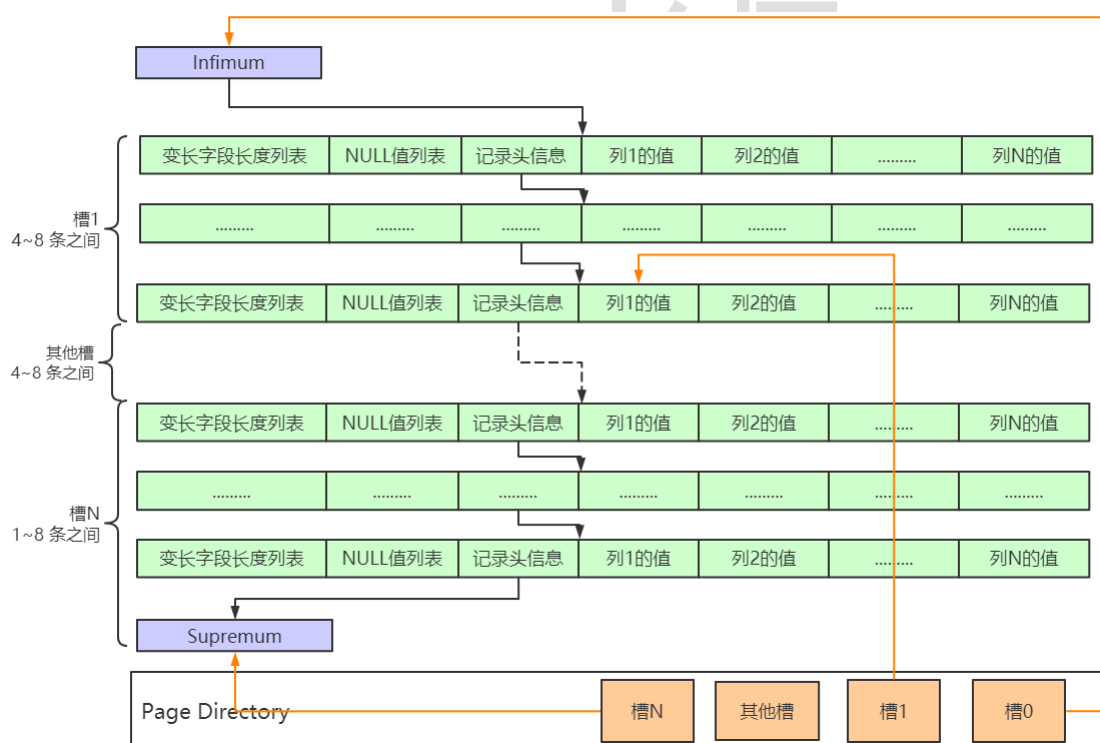 Infimum
变长字段长度列表 NULL值列表 记录头信息 列1的值 列2的值 ......... 列N的值
槽1
4~8 条之间
......... ......... ......... ......... ......... ......... .........
变长字段长度列表 NULL值列表 记录头信息 列1的值 列2的值 ......... 列N的值
其他槽
4~8 条之间
变长字段长度列表 NULL值列表 记录头信息 列1的值 列2的值 ......... 列N的值
槽N
1~8 条之间
......... ......... ......... ......... ......... ......... .........
变长字段长度列表 NULL值列表 记录头信息 列1的值 列2的值 ......... 列N的值
Supremum
Page Directory 槽N 其他槽 槽1 槽0